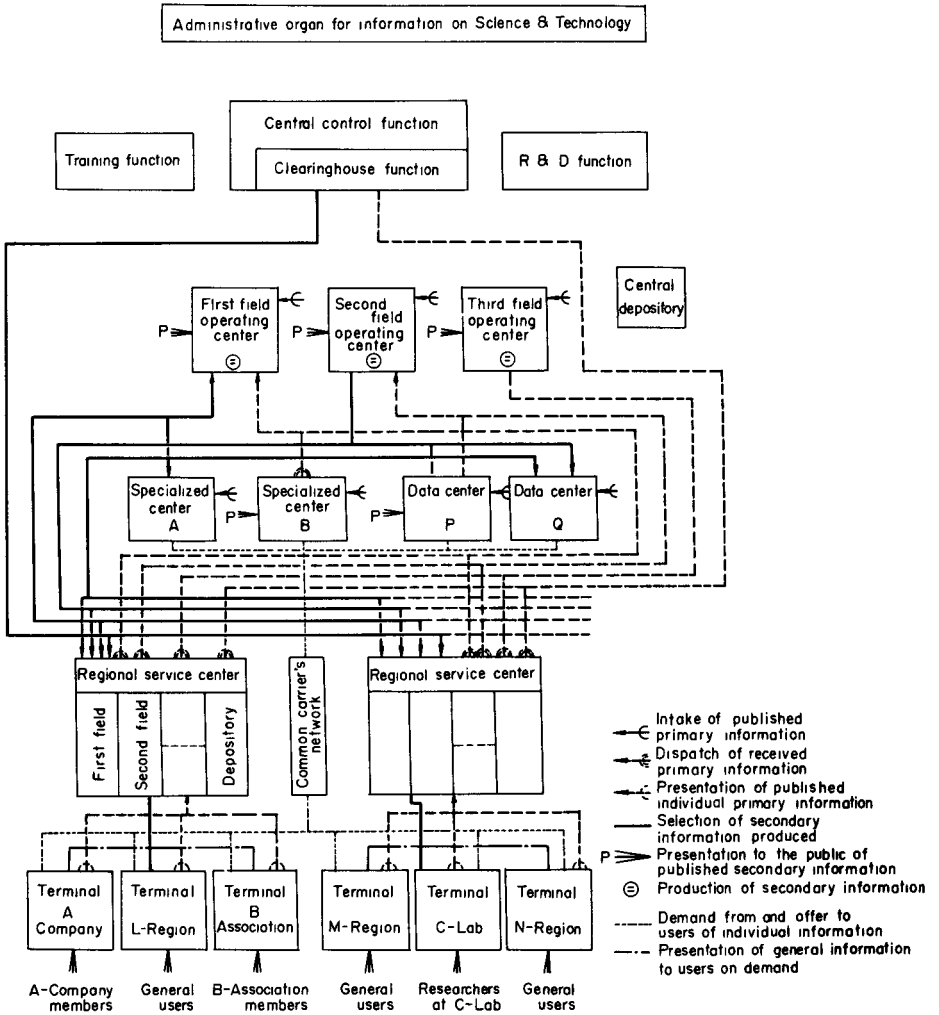 Administrative organ for information on Science & Technology
Central control function
Training function
Clearinghouse function
R & D function
Central
depository
First field
operating
center
P
Second
field
operating
center
P
Third field
operating
center
P
Specialized
center
A
Specialized
center
B
P
Data center
P
P
Data center
Q
Regional service center
First field
Second field
Depository
Common carrier's
network
Regional service center
Terminal
A
Company
Terminal
L-Region
Terminal
B
Association
Terminal
M-Region
Terminal
C-Lab
Terminal
N-Region
A-Company
members
General
users
B-Association
members
General
users
Researchers
at C-Lab
General
users
Intake of published
primary information
Dispatch of received
primary information
Presentation of published
individual primary information
Selection of secondary
information produced
P
Presentation to the public of
published secondary information
Production of secondary information
Demand from and offer to
users of individual information
Presentation of general information
to users on demand